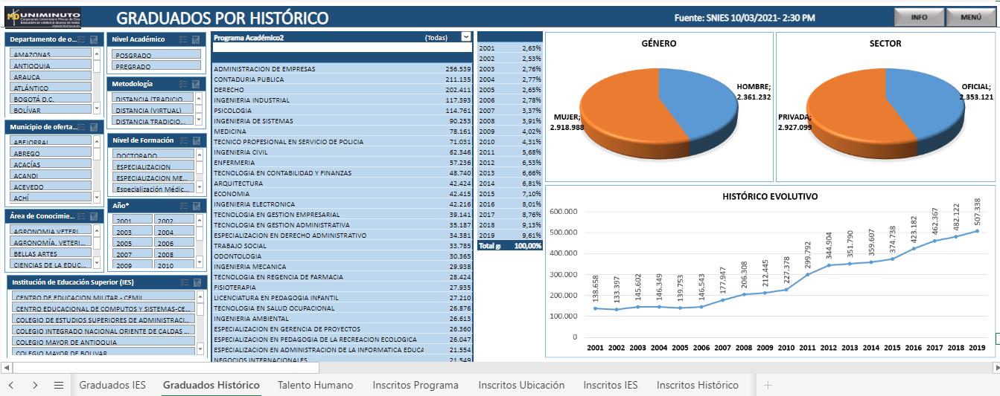 UNIMINUTO
Corporación Universitaria Minuto de Dios
Educación de calidad al alcance de todos
GRADUADOS POR HISTÓRICO
Fuente: SNIES 10/03/2021- 2:30 PM
INFO
MENÚ
Departamento de o...
AMAZONAS
ANTIOQUIA
ARAUCA
ATLÁNTICO
BOGOTÁ D.C.
BOLÍVAR
Municipio de oferta...
ABEJORRAL
ABREGO
ACACÍAS
ACANDI
ACEVEDO
ACHÍ
Área de Conocimie...
AGRONOMIA VETERI...
AGRONOMÍA, VETERI...
BELLAS ARTES
CIENCIAS DE LA EDUC...
Nivel Académico
POSGRADO
PREGRADO
Metodología
DISTANCIA (TRADICIO...
DISTANCIA (VIRTUAL)
DISTANCIA TRADICIO...
Nivel de Formación
DOCTORADO
ESPECIALIZACION
ESPECIALIZACION ME...
Especialización Médic...
Año*
2001 2002
2003 2004
2005 2006
2007 2008
2009 2010
Institución de Educación Superior (IES)
CENTRO DE EDUCACION MILITAR - CEMIL
CENTRO EDUCACIONAL DE COMPUTOS Y SISTEMAS-CE...
COLEGIO DE ESTUDIOS SUPERIORES DE ADMINISTRACI...
COLEGIO INTEGRADO NACIONAL ORIENTE DE CALDAS ...
COLEGIO MAYOR DE ANTIOQUIA
COLEGIO MAYOR DE BOLIVAR
Programa Académico2 (Todas)
ADMINISTRACION DE EMPRESAS 256.539
CONTADURIA PUBLICA 211.135
DERECHO 202.411
INGENIERIA INDUSTRIAL 117.393
PSICOLOGIA 114.761
INGENIERIA DE SISTEMAS 90.253
MEDICINA 78.161
TECNICO PROFESIONAL EN SERVICIO DE POLICIA 71.031
INGENIERIA CIVIL 62.346
ENFERMERIA 57.236
TECNOLOGIA EN CONTABILIDAD Y FINANZAS 48.740
ARQUITECTURA 42.424
ECONOMIA 42.415
INGENIERIA ELECTRONICA 42.216
TECNOLOGIA EN GESTION EMPRESARIAL 39.141
TECNOLOGIA EN GESTION ADMINISTRATIVA 35.187
ESPECIALIZACION EN DERECHO ADMINISTRATIVO 34.381
TRABAJO SOCIAL 33.785
ODONTOLOGIA 30.365
INGENIERIA MECANICA 29.938
TECNOLOGIA EN REGENCIA DE FARMACIA 28.424
FISIOTERAPIA 27.935
LICENCIATURA EN PEDAGOGIA INFANTIL 27.210
TECNOLOGIA EN SALUD OCUPACIONAL 26.876
INGENIERIA AMBIENTAL 26.613
ESPECIALIZACION EN GERENCIA DE PROYECTOS 26.360
ESPECIALIZACION EN PEDAGOGIA DE LA RECREACION ECOLOGICA 26.047
ESPECIALIZACION EN ADMINISTRACION DE LA INFORMATICA EDUCA 21.554
NEGOCIOS INTERNACIONALES 21.549
2001 2,63%
2002 2,53%
2003 2,76%
2004 2,77%
2005 2,65%
2006 2,78%
2007 3,37%
2008 3,91%
2009 4,02%
2010 4,31%
2011 5,68%
2012 6,53%
2013 6,66%
2014 6,81%
2015 7,10%
2016 8,01%
2017 8,76%
2018 9,13%
2019 9,61%
Total g 100,00%
GÉNERO
HOMBRE;
2.361.232
MUJER;
2.918.988
SECTOR
OFICIAL;
2.353.121
PRIVADA;
2.927.099
HISTÓRICO EVOLUTIVO
600.000
500.000
400.000
300.000
200.000
100.000
0
138.658
133.397
145.602
146.349
139.753
146.543
177.947
206.308
212.445
227.378
299.792
344.904
351.790
359.607
374.738
423.182
462.367
482.122
507.338
2001 2002 2003 2004 2005 2006 2007 2008 2009 2010 2011 2012 2013 2014 2015 2016 2017 2018 2019
Graduados IES Graduados Histórico Talento Humano Inscritos Programa Inscritos Ubicación Inscritos IES Inscritos Histórico